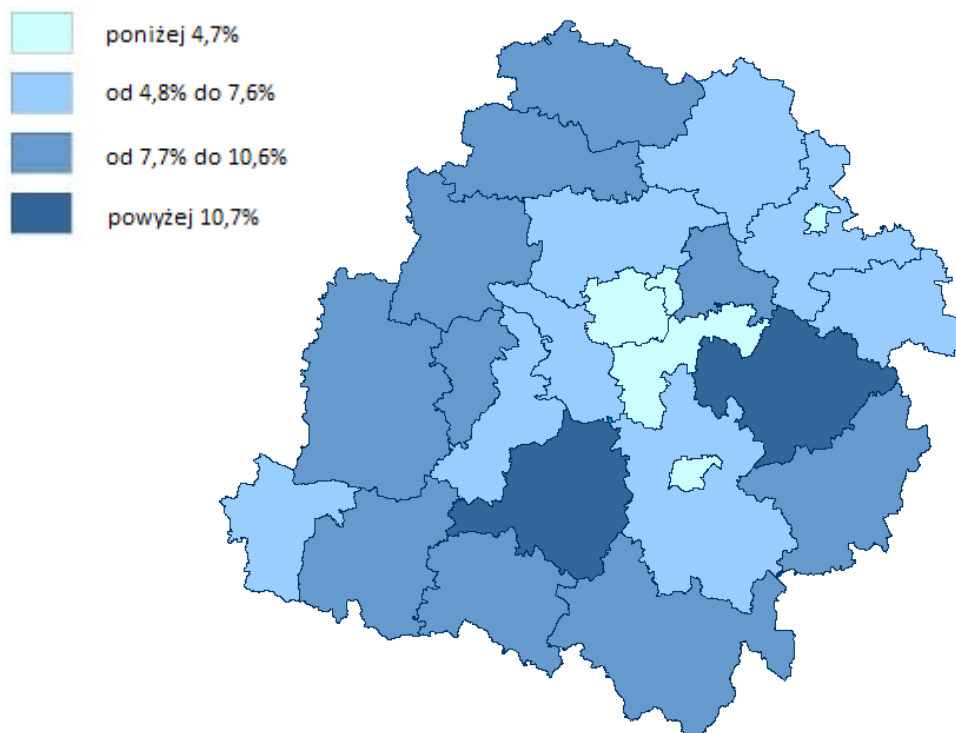 poniżej 4,7%
od 4,8% do 7,6%
od 7,7% do 10,6%
powyżej 10,7%